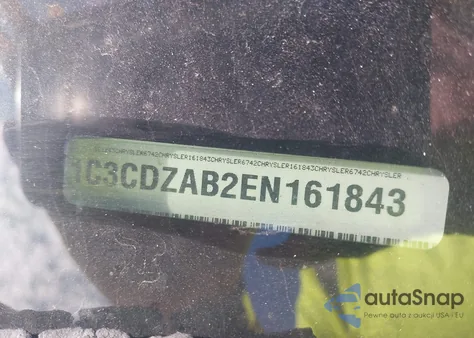 CHRYSLER6742CHRYSLER161843CHRYSLER6742CHRYSLER161843CHRYSLER6742CHRYSLER
1C3CDZAB2EN161843
autaSnap
Pewne auta z aukcji USA i EU